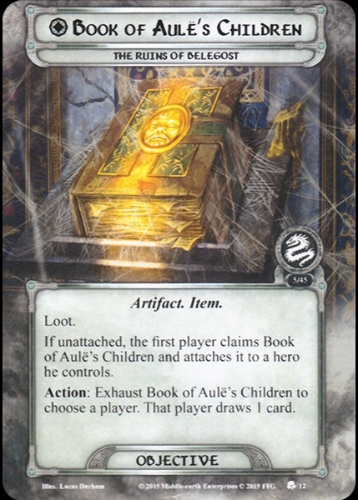 Book of Aulë's Children
The Ruins of Belegost
5/45
Artifact. Item.
Loot.
If unattached, the first player claims Book
of Aulë's Children and attaches it to a hero
he controls.
Action: Exhaust Book of Aulë's Children to
choose a player. That player draws 1 card.
Objective
Illus. Lucas Durham ©2015 Middle-earth Enterprises ©2015 FFG 12